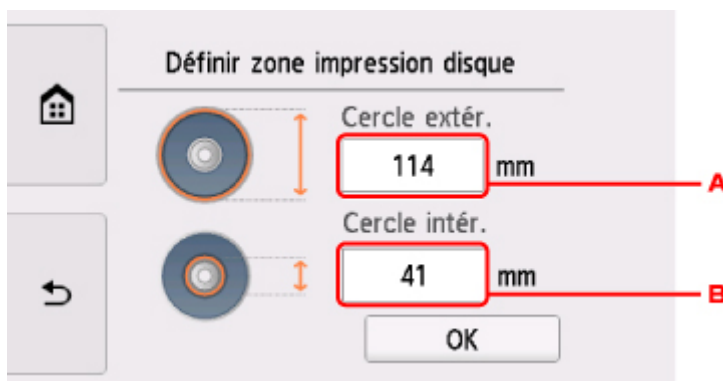 Définir zone impression disque
Cercle extér.
114 mm
A
Cercle intér.
41 mm
B
OK